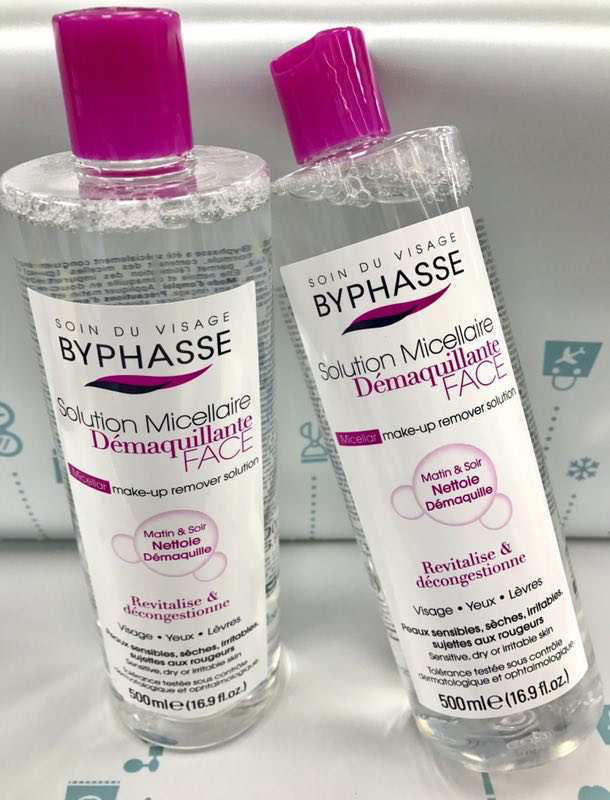 SOIN DU VISAGE
BYPHASSE
Solution Micellaire
Démaquillante
FACE
Micellar make-up remover solution
Matin & Soir
Nettoie
Démaquille
Revitalise &
décongestionne
Visage • Yeux • Lèvres
Peaux sensibles, sèches, irritables,
sujettes aux rougeurs
Sensitive, dry or irritable skin
Tolérance testée sous contrôle
dermatologique et ophtalmologique
500ml e (16.9 fl.oz.)
SOIN DU VISAGE
BYPHASSE
Solution Micellaire
Démaquillante
FACE
Micellar make-up remover solution
Matin & Soir
Nettoie
Démaquille
Revitalise &
décongestionne
Visage • Yeux • Lèvres
Peaux sensibles, sèches, irritables,
sujettes aux rougeurs
Sensitive, dry or irritable skin
Tolérance testée sous contrôle
dermatologique et ophtalmologique
500ml e (16.9 fl.oz.)